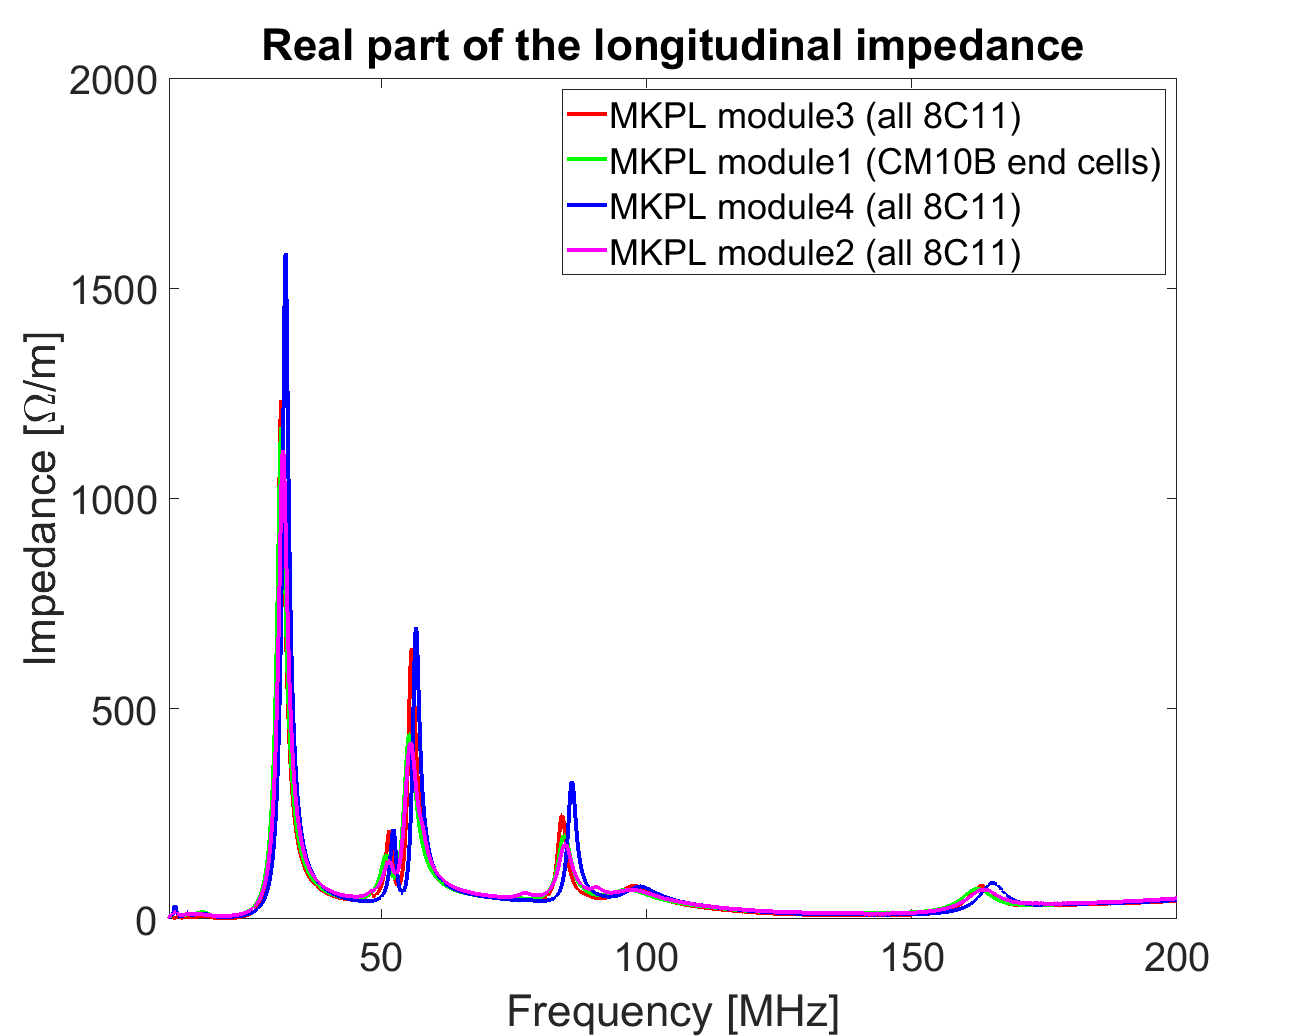 Real part of the longitudinal impedance
2000
MKPL module3 (all 8C11)
MKPL module1 (CM10B end cells)
MKPL module4 (all 8C11)
MKPL module2 (all 8C11)
1500
1000
500
0
Impedance [Ω/m]
50
100
150
200
Frequency [MHz]